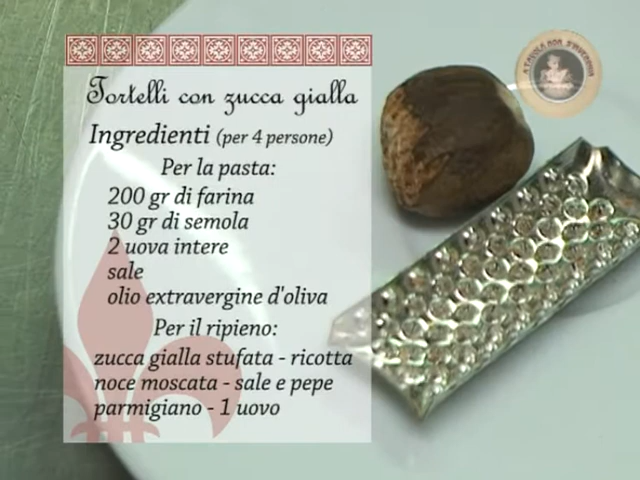 Tortelli con zucca gialla
Ingredienti (per 4 persone)
Per la pasta:
200 gr di farina
30 gr di semola
2 uova intere
sale
olio extravergine d'oliva
Per il ripieno:
zucca gialla stufata - ricotta
noce moscata - sale e pepe
parmigiano - 1 uovo